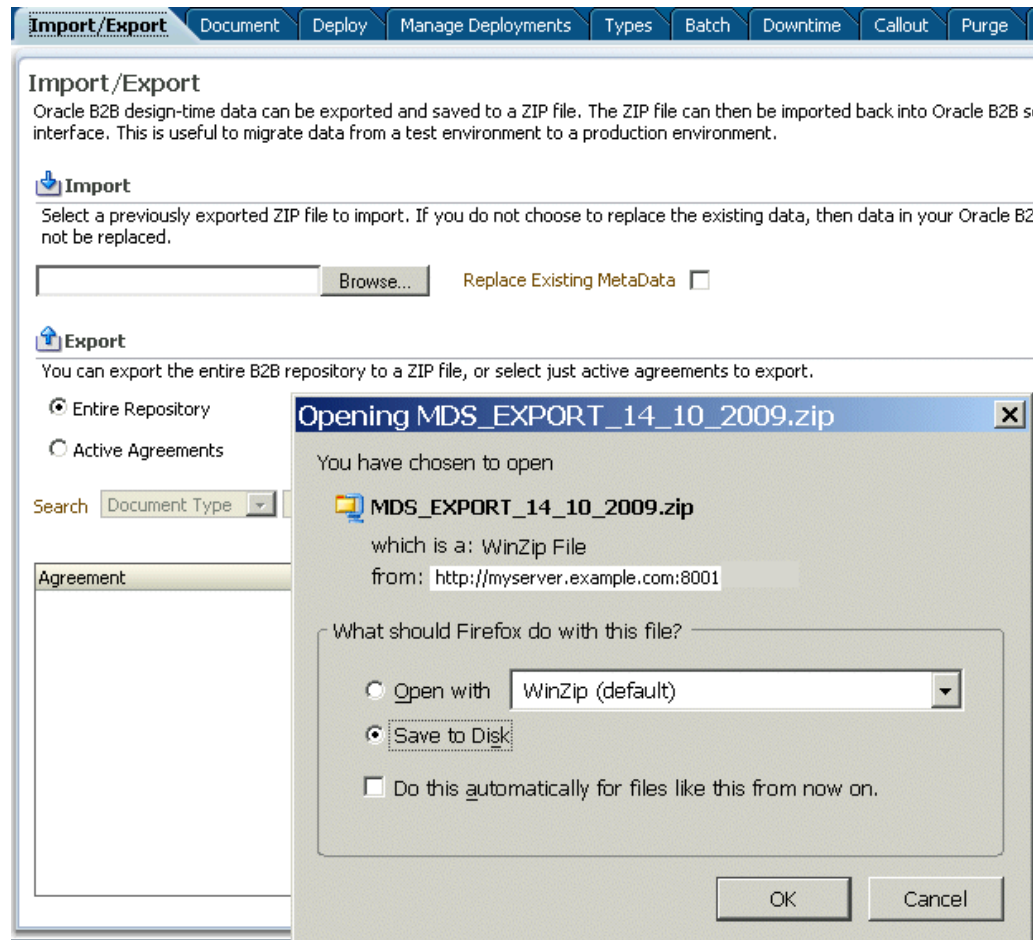 Import/Export Document Deploy Manage Deployments Types Batch Downtime Callout Purge
Import/Export
Oracle B2B design-time data can be exported and saved to a ZIP file. The ZIP file can then be imported back into Oracle B2B
interface. This is useful to migrate data from a test environment to a production environment.
Import
Select a previously exported ZIP file to import. If you do not choose to replace the existing data, then data in your Oracle
not be replaced.
Browse... Replace Existing MetaData
Export
You can export the entire B2B repository to a ZIP file, or select just active agreements to export.
Entire Repository
Active Agreements
Search Document Type
Agreement
Opening MDS_EXPORT_14_10_2009.zip
You have chosen to open
MDS_EXPORT_14_10_2009.zip
which is a: WinZip File
from: http://myserver.example.com:8001
What should Firefox do with this file?
Open with WinZip (default)
Save to Disk
Do this automatically for files like this from now on.
OK Cancel